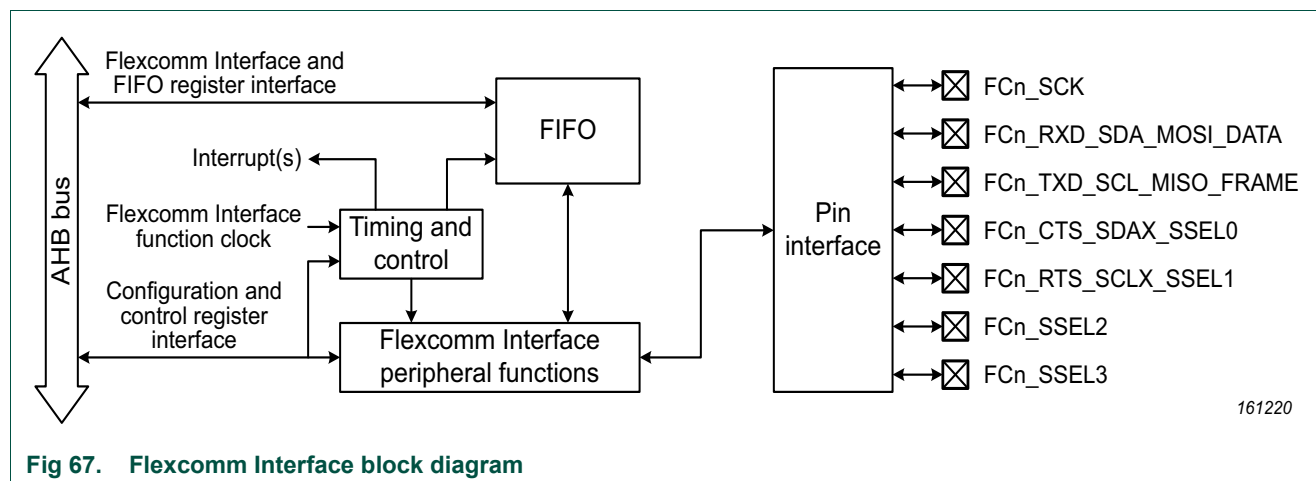 Flexcomm Interface and
FIFO register interface
FIFO
Interrupt(s)
Flexcomm Interface
function clock
Timing and
control
AHB bus
Configuration and
control register
interface
Flexcomm Interface
peripheral functions
Pin
interface
FCn_SCK
FCn_RXD_SDA_MOSI_DATA
FCn_TXD_SCL_MISO_FRAME
FCn_CTS_SDAX_SSEL0
FCn_RTS_SCLX_SSEL1
FCn_SSEL2
FCn_SSEL3
161220
Fig 67. Flexcomm Interface block diagram